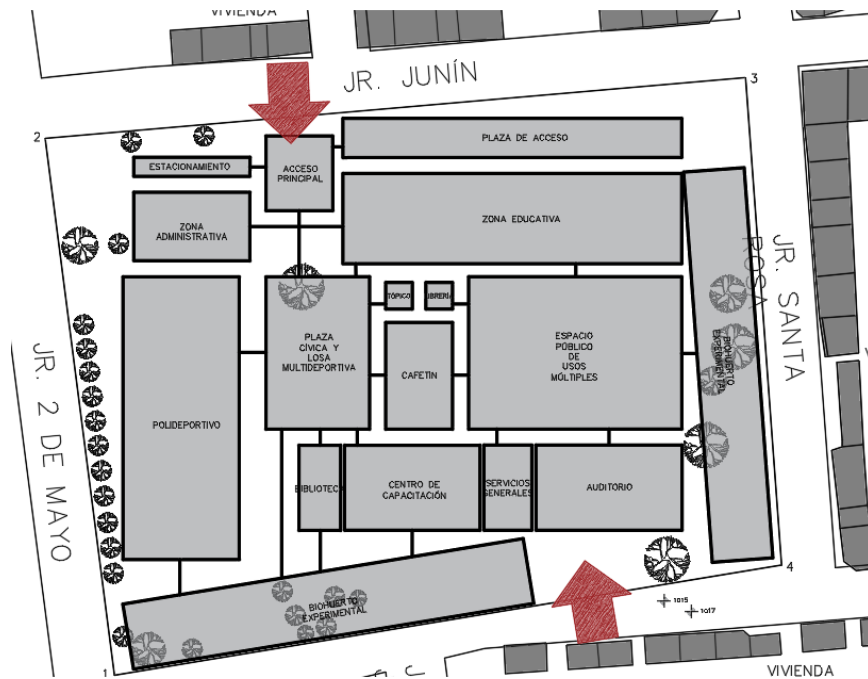 VIVIENDA
JR. JUNÍN
3
2
PLAZA DE ACCESO
ESTACIONAMIENTO
ACCESO
PRINCIPAL
ZONA
ADMINISTRATIVA
ZONA EDUCATIVA
JR. SANTA
ROSA
TÓPICO
PLAZA
CÍVICA Y
LOSA
MULTIDEPORTIVA
CAFETÍN
ESPACIO
PÚBLICO
DE
USOS
MÚLTIPLES
BIOHUERTO
EXPERIMENTAL
JR. 2 DE MAYO
POLIDEPORTIVO
BIBLIOTECA
CENTRO DE
CAPACITACIÓN
SERVICIOS
GENERALES
AUDITORIO
4
BIOHUERTO
EXPERIMENTAL
1015
1017
1
VIVIENDA